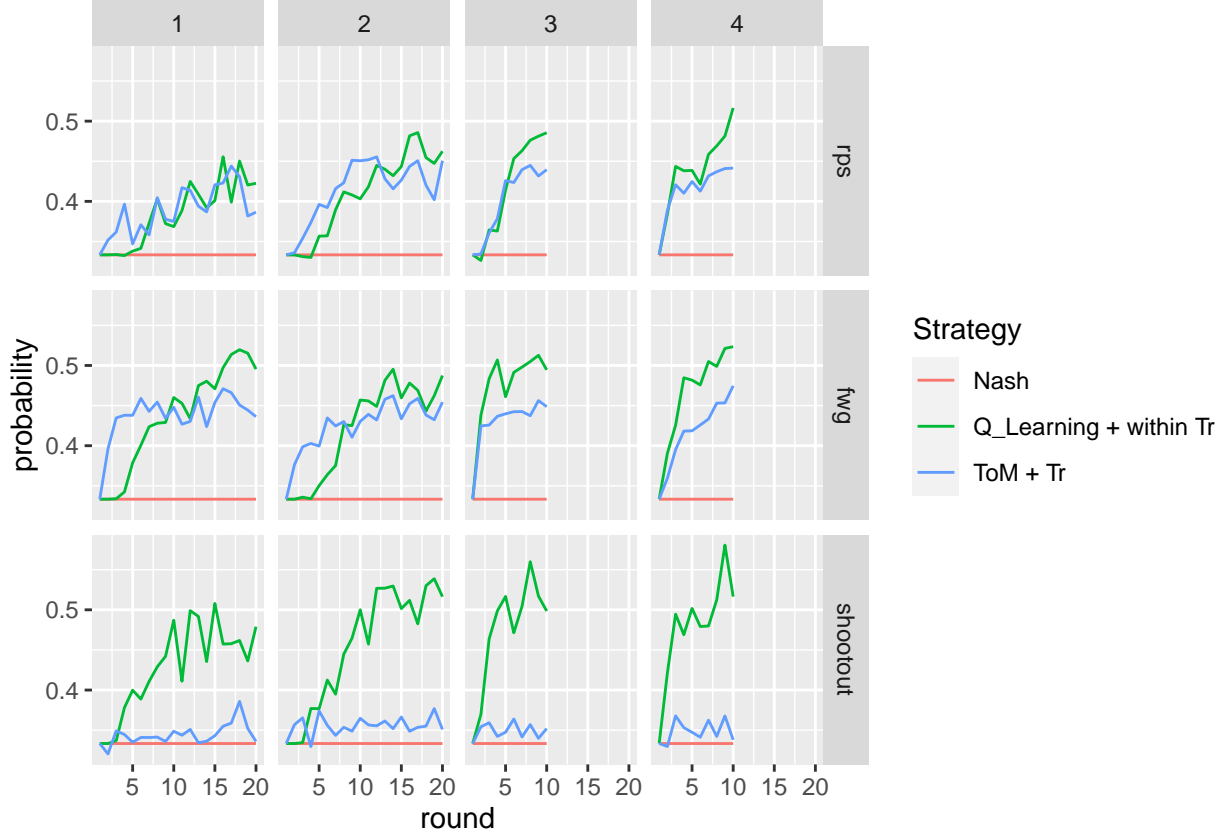 1 2 3 4
0.5
0.4
rps
0.5
0.4
fwg
0.5
0.4
shootout
probability
5 10 15 20 5 10 15 20 5 10 15 20 5 10 15 20
round
Strategy
Nash
Q_Learning + within Tr
ToM + Tr